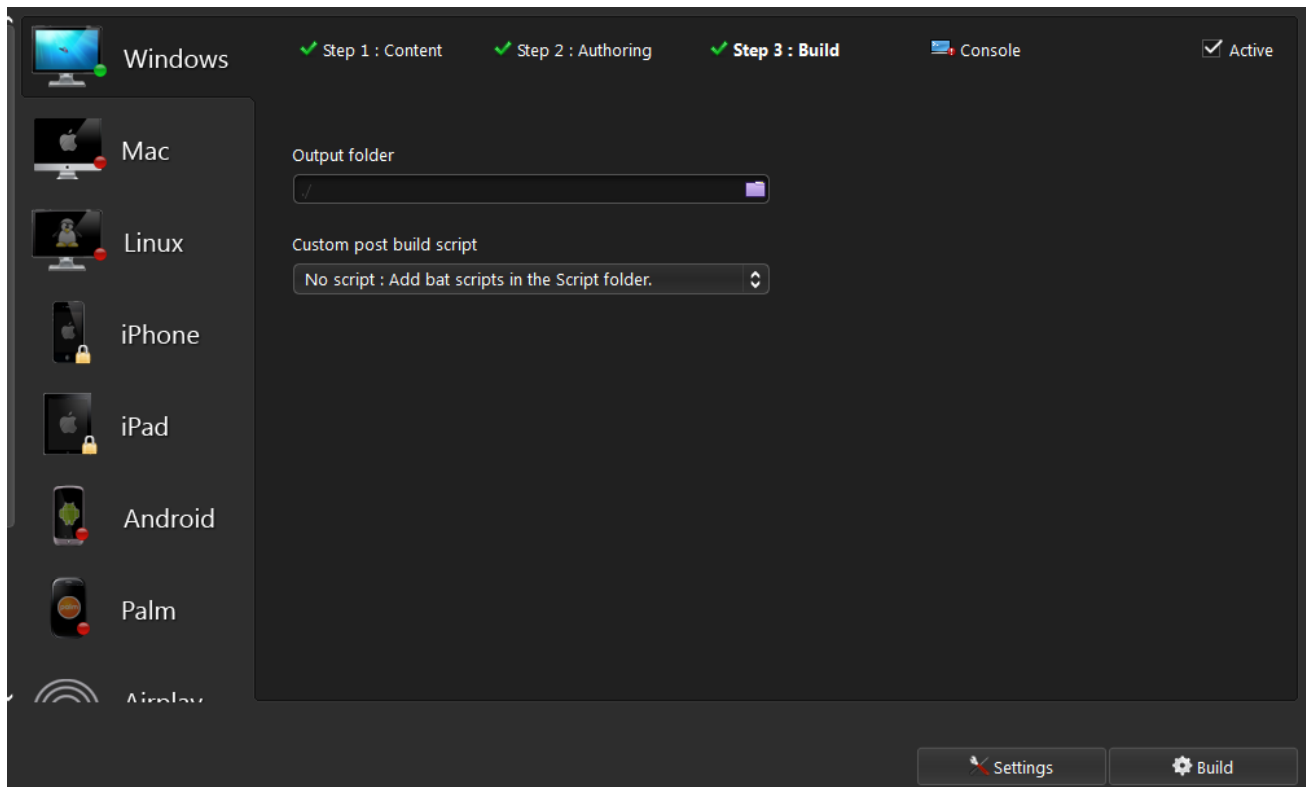 Windows
Mac
Linux
iPhone
iPad
Android
Palm
Airplay
Step 1 : Content
Step 2 : Authoring
Step 3 : Build
Console
Active
Output folder
./
Custom post build script
No script : Add bat scripts in the Script folder.
Settings
Build